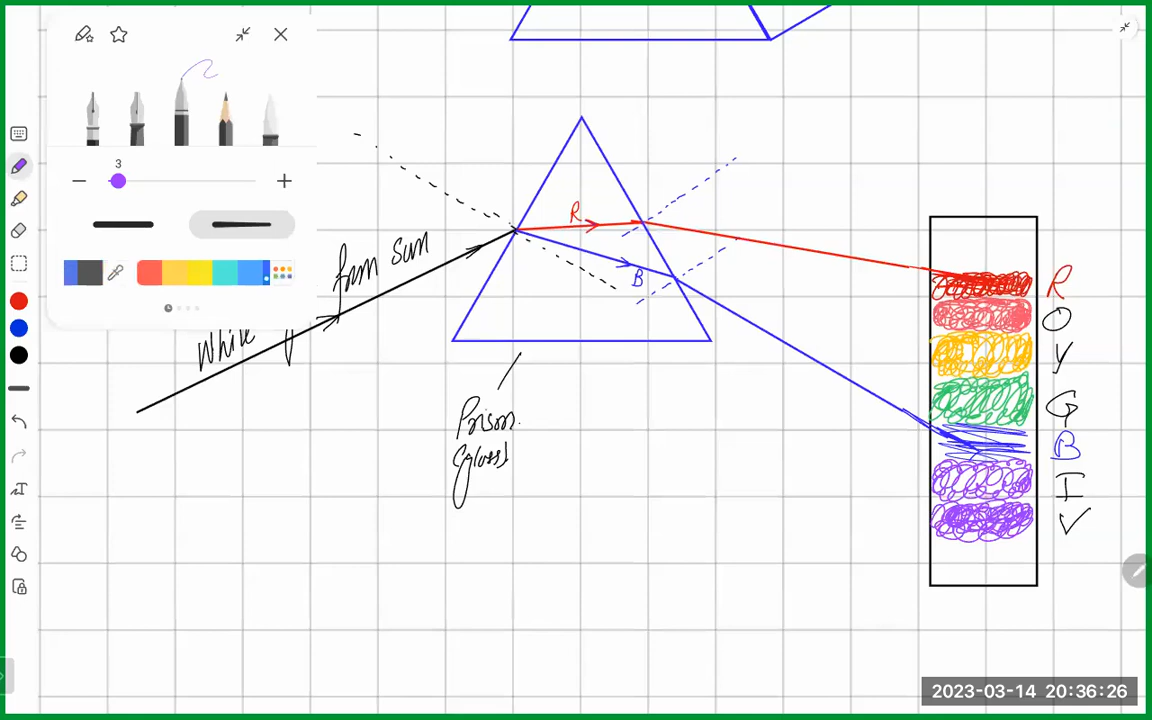 3
from Sun
White
R
B
Prism
(glass)
R
O
Y
G
B
I
V
2023-03-14 20:36:26